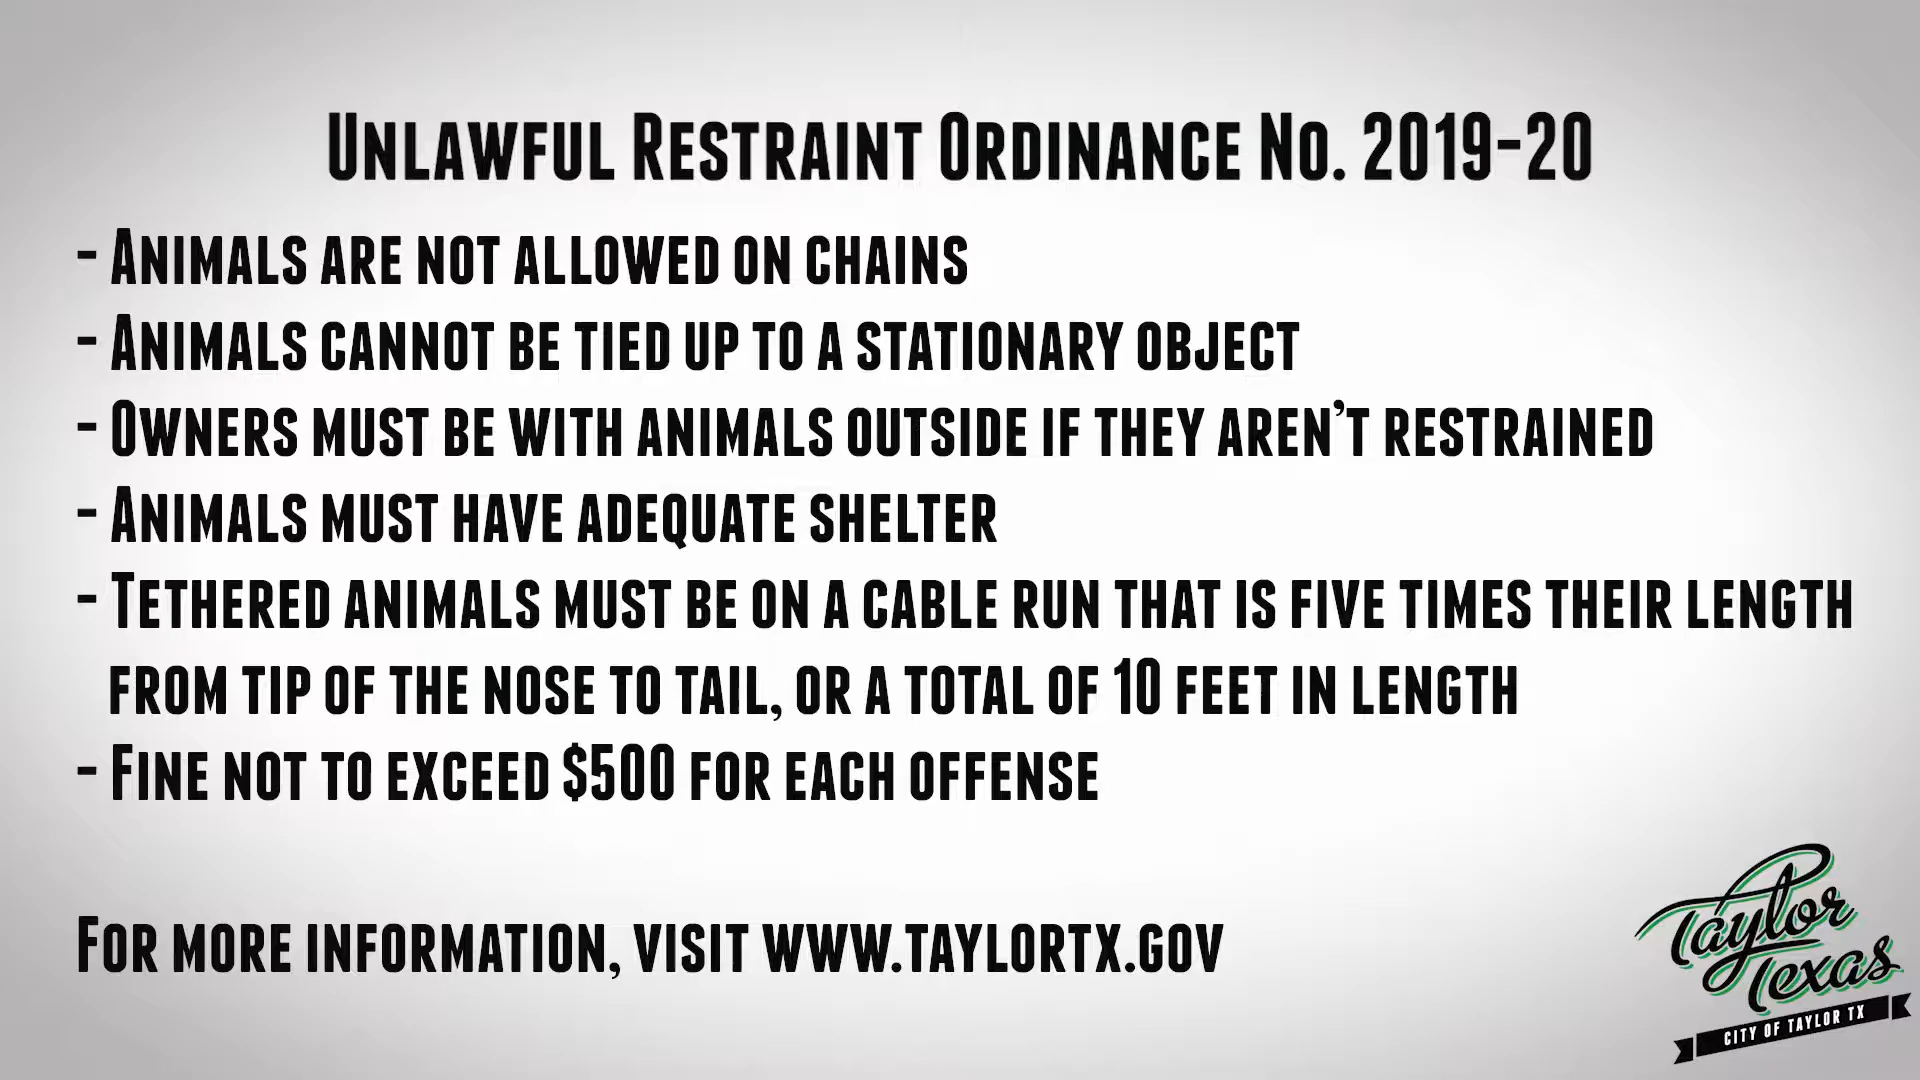 Unlawful Restraint Ordinance No. 2019-20
- Animals are not allowed on chains
- Animals cannot be tied up to a stationary object
- Owners must be with animals outside if they aren't restrained
- Animals must have adequate shelter
- Tethered animals must be on a cable run that is five times their length
from tip of the nose to tail, or a total of 10 feet in length
- Fine not to exceed $500 for each offense
For more information, visit www.taylortx.gov
Taylor
Texas
CITY OF TAYLOR TX